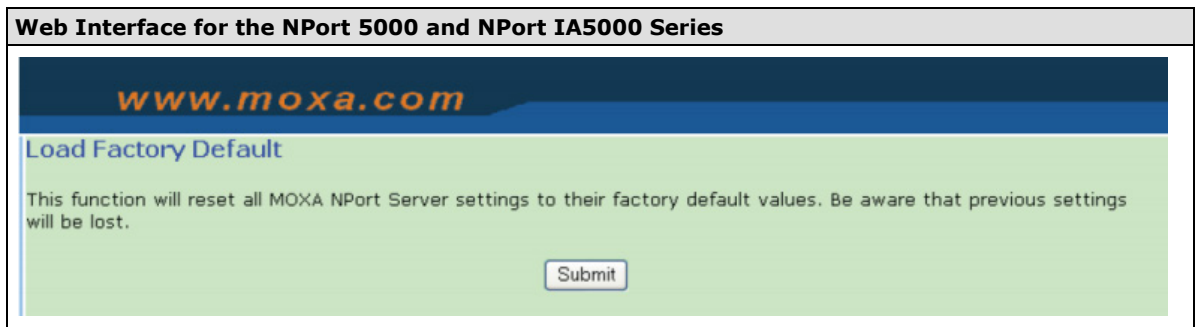 Web Interface for the NPort 5000 and NPort IA5000 Series
www.moxa.com
Load Factory Default
This function will reset all MOXA NPort Server settings to their factory default values. Be aware that previous settings
will be lost.
Submit